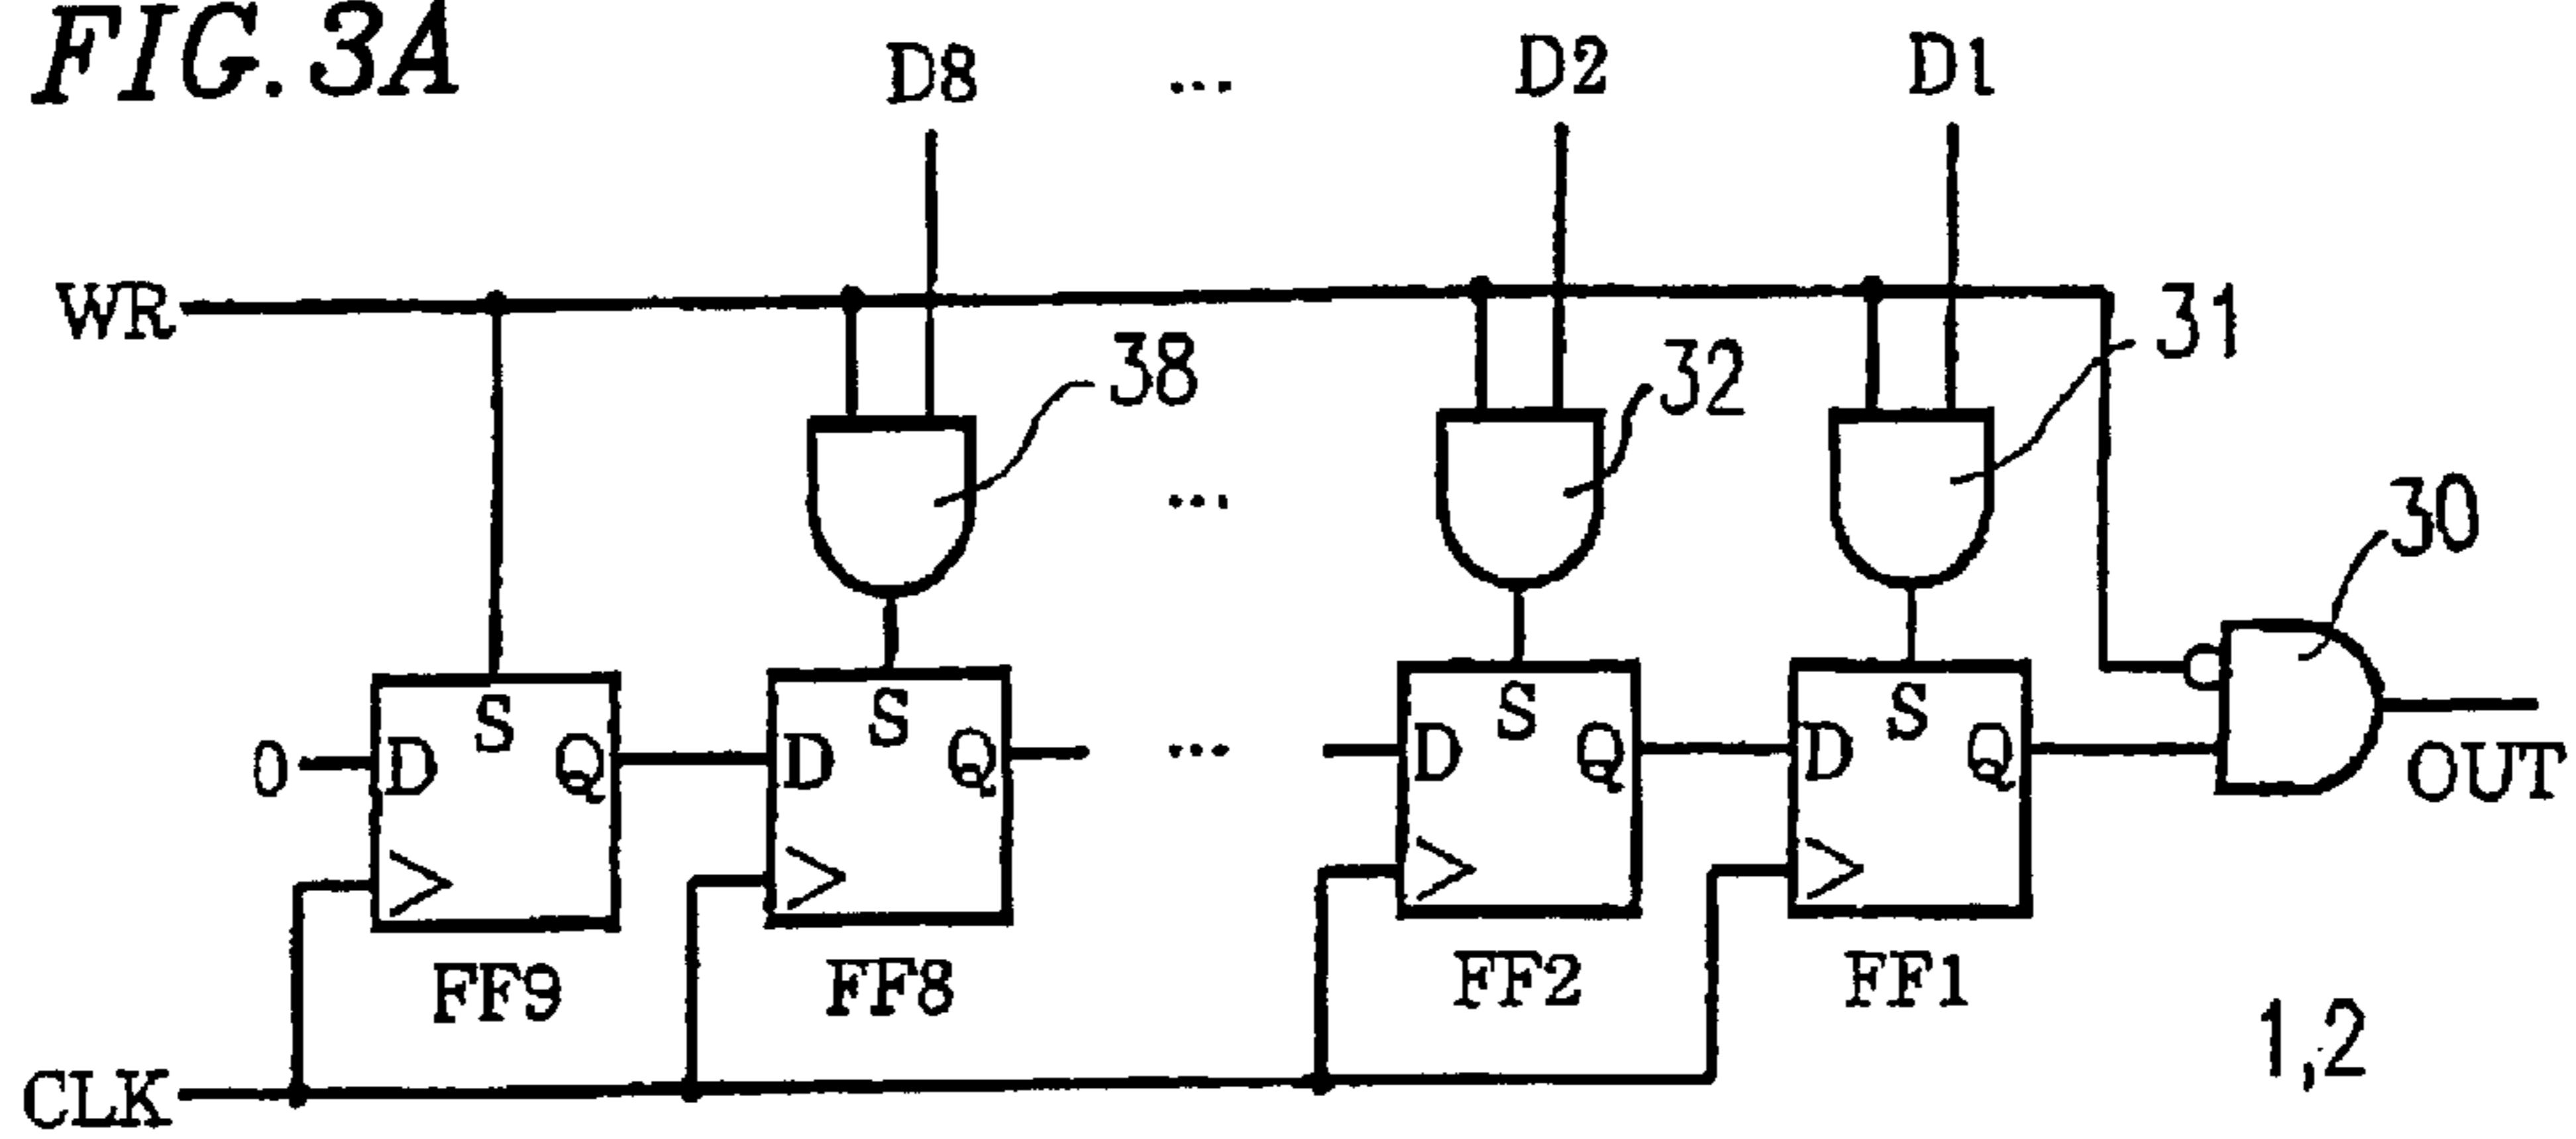 FIG. 3A
D8 ... D2 D1
WR
38 32 31
...
30
S S S S
0 D Q D Q ... D Q D Q
OUT
FF9 FF8 FF2 FF1
1,2
CLK